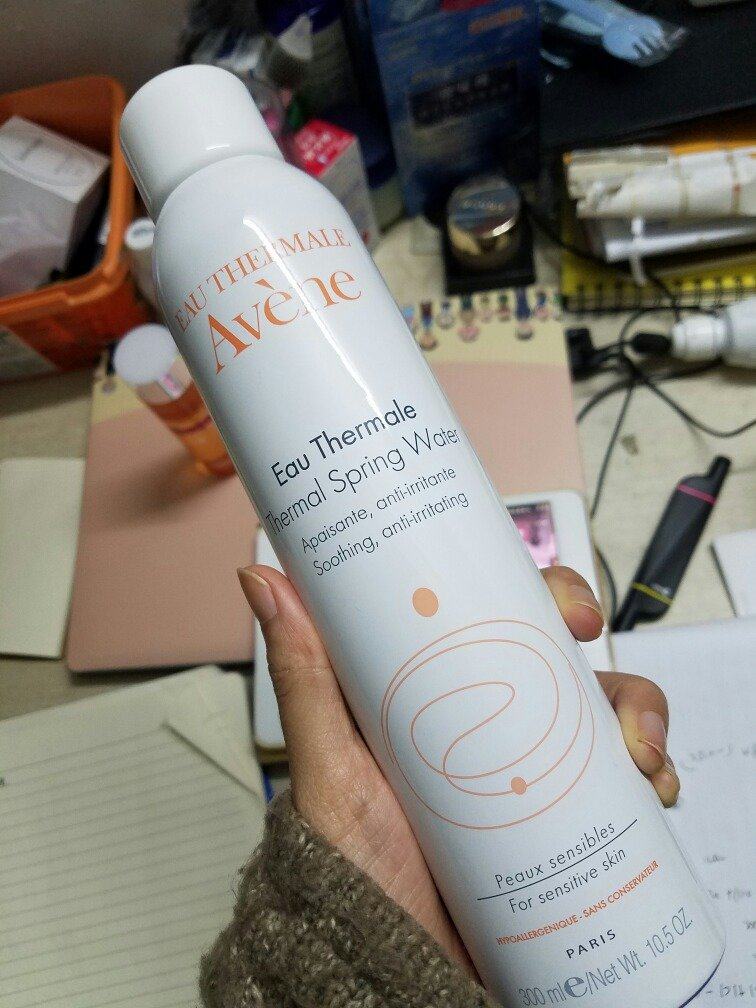 EAU THERMALE
Avène
Eau Thermale
Thermal Spring Water
Apaisante, anti-irritante
Soothing, anti-irritating
Peaux sensibles
For sensitive skin
HYPOALLERGENIQUE - SANS CONSERVATEUR
PARIS
300 ml e/Net Wt. 10.5 OZ.